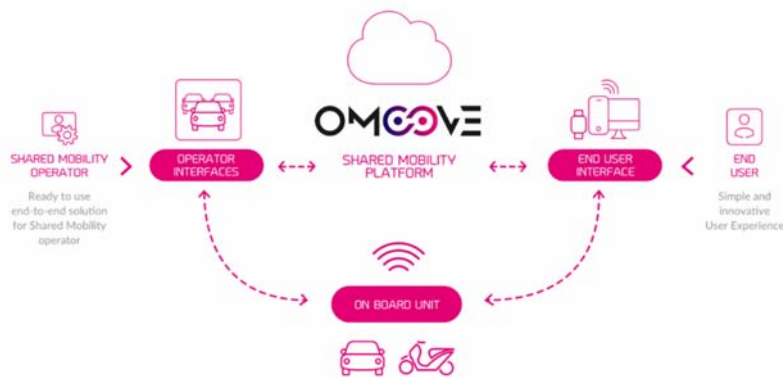 OMOOVE
SHARED MOBILITY
OPERATOR
Ready to use
end-to-end solution
for Shared Mobility
operator
OPERATOR
INTERFACES
SHARED MOBILITY
PLATFORM
END USER
INTERFACE
END
USER
Simple and
innovative
User Experience
ON BOARD UNIT